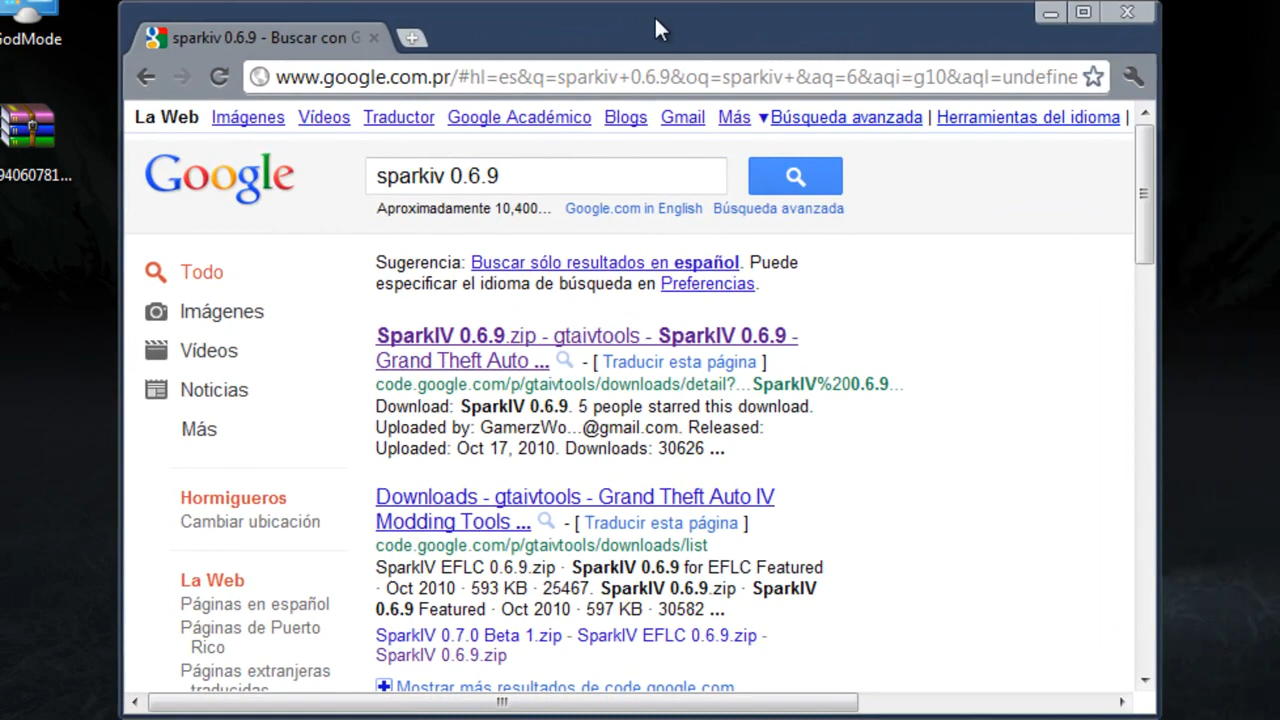 GodMode
94060781...
sparkiv 0.6.9 - Buscar con G
www.google.com.pr/#hl=es&q=sparkiv+0.6.9&oq=sparkiv+&aq=6&aqi=g10&aql=undefine
La Web Imágenes Vídeos Traductor Google Académico Blogs Gmail Más ▼ Búsqueda avanzada | Herramientas del idioma |
Google
sparkiv 0.6.9
Aproximadamente 10,400... Google.com in English Búsqueda avanzada
Todo
Imágenes
Vídeos
Noticias
Más
Hormigueros
Cambiar ubicación
La Web
Páginas en español
Páginas de Puerto
Rico
Páginas extranjeras
traducidas
Sugerencia: Buscar sólo resultados en español. Puede
especificar el idioma de búsqueda en Preferencias.
SparkIV 0.6.9.zip - gtaivtools - SparkIV 0.6.9 -
Grand Theft Auto ... - [ Traducir esta página ]
code.google.com/p/gtaivtools/downloads/detail?...SparkIV%200.6.9...
Download: SparkIV 0.6.9. 5 people starred this download.
Uploaded by: GamerzWo...@gmail.com. Released:
Uploaded: Oct 17, 2010. Downloads: 30626 ...
Downloads - gtaivtools - Grand Theft Auto IV
Modding Tools ... - [ Traducir esta página ]
code.google.com/p/gtaivtools/downloads/list
SparkIV EFLC 0.6.9.zip · SparkIV 0.6.9 for EFLC Featured
· Oct 2010 · 593 KB · 25467. SparkIV 0.6.9.zip · SparkIV
0.6.9 Featured · Oct 2010 · 597 KB · 30582 ...
SparkIV 0.7.0 Beta 1.zip - SparkIV EFLC 0.6.9.zip -
SparkIV 0.6.9.zip
Mostrar más resultados de code.google.com